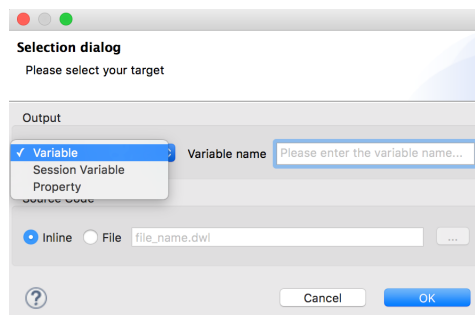 Selection dialog
Please select your target
Output
✓ Variable
Variable name Please enter the variable name...
Session Variable
Property
Source Code
Inline File file_name.dwl ...
? Cancel OK